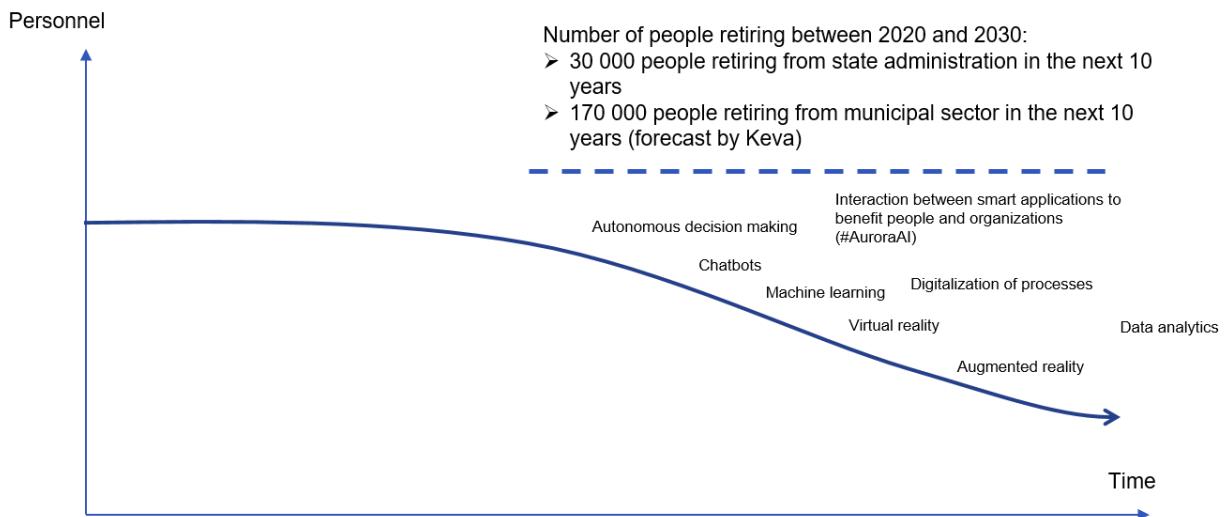 Personnel
Number of people retiring between 2020 and 2030:
➢ 30 000 people retiring from state administration in the next 10
years
➢ 170 000 people retiring from municipal sector in the next 10
years (forecast by Keva)
Interaction between smart applications to
benefit people and organizations
(#AuroraAI)
Autonomous decision making
Chatbots
Digitalization of processes
Machine learning
Virtual reality
Data analytics
Augmented reality
Time